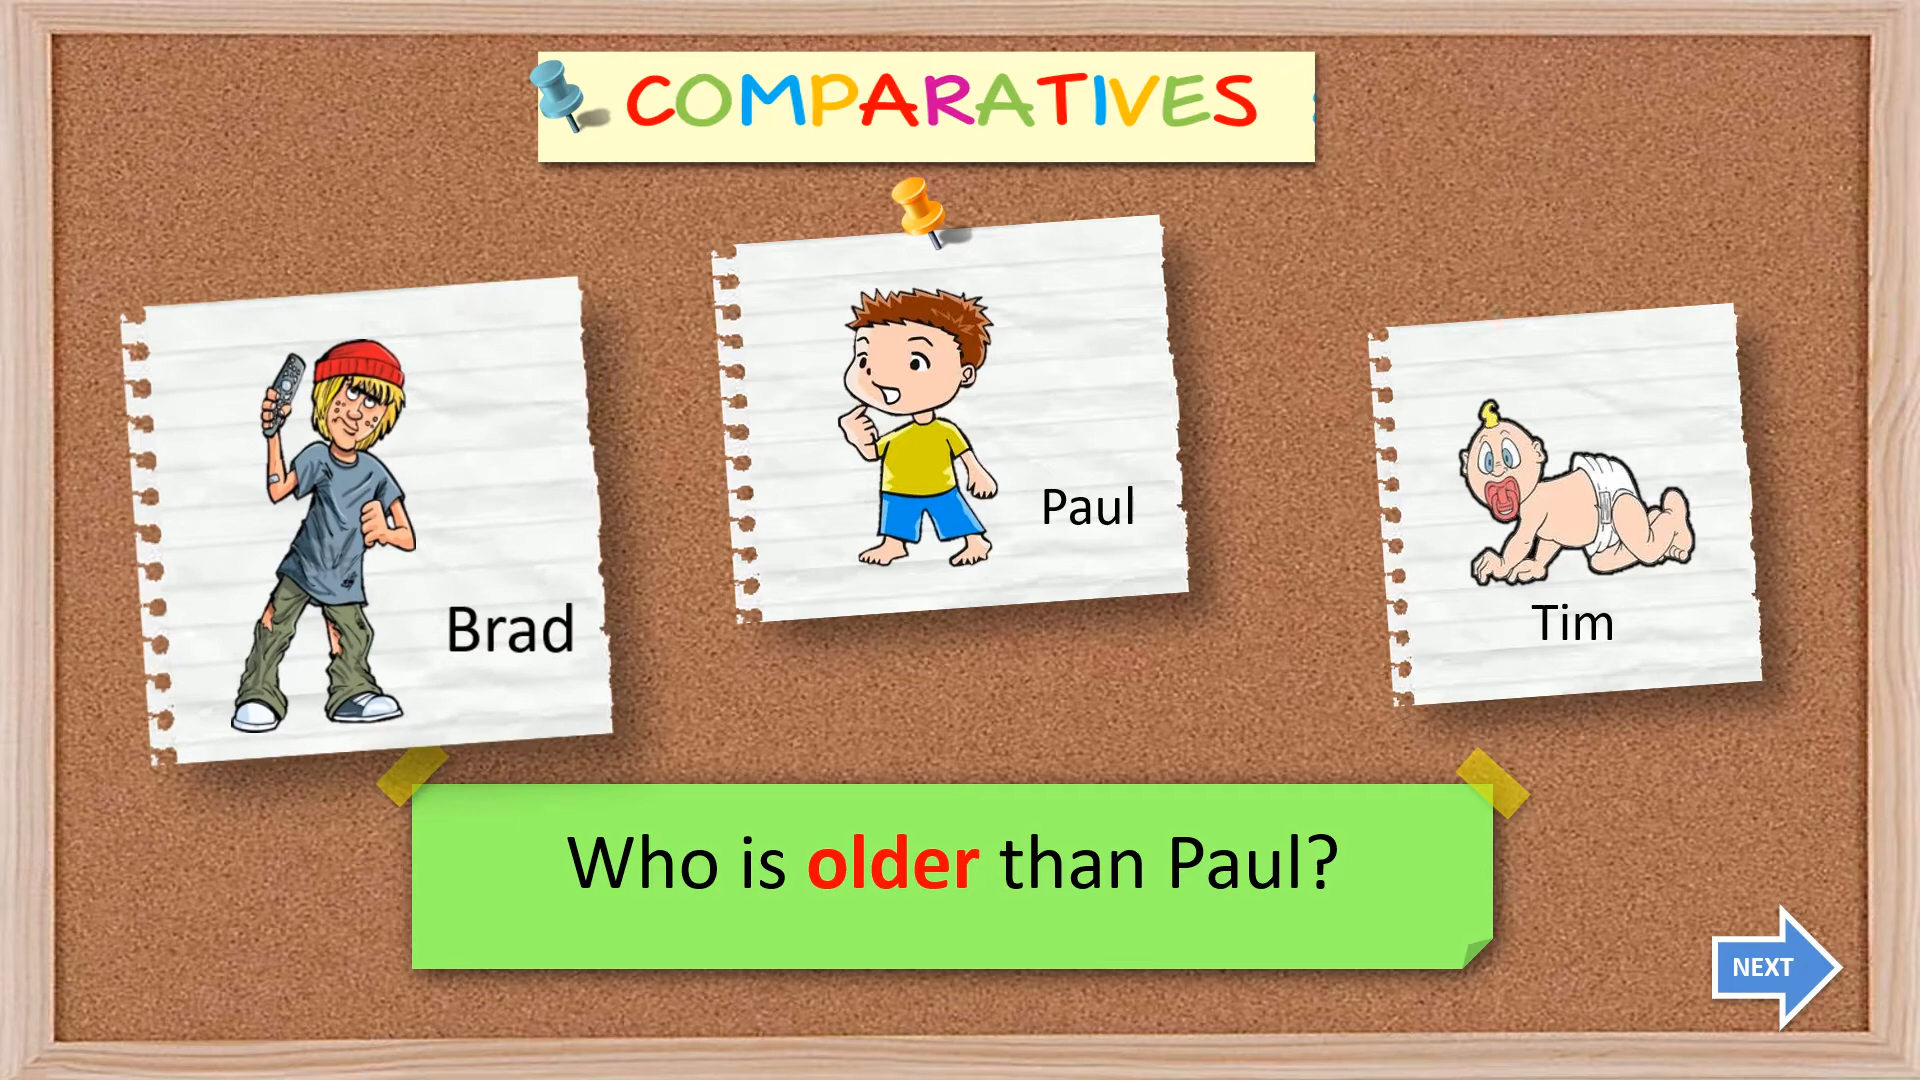 COMPARATIVES
Paul
Brad
Tim
Who is older than Paul?
NEXT